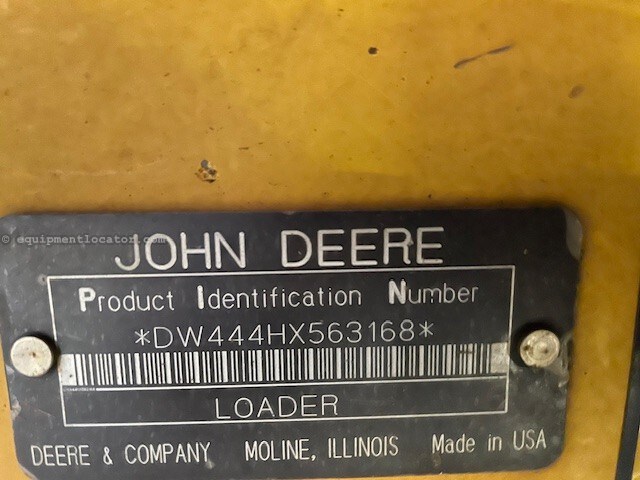 © equipmentlocator.com
JOHN DEERE
Product Identification Number
*DW444HX563168*
LOADER
DEERE & COMPANY MOLINE, ILLINOIS Made in USA